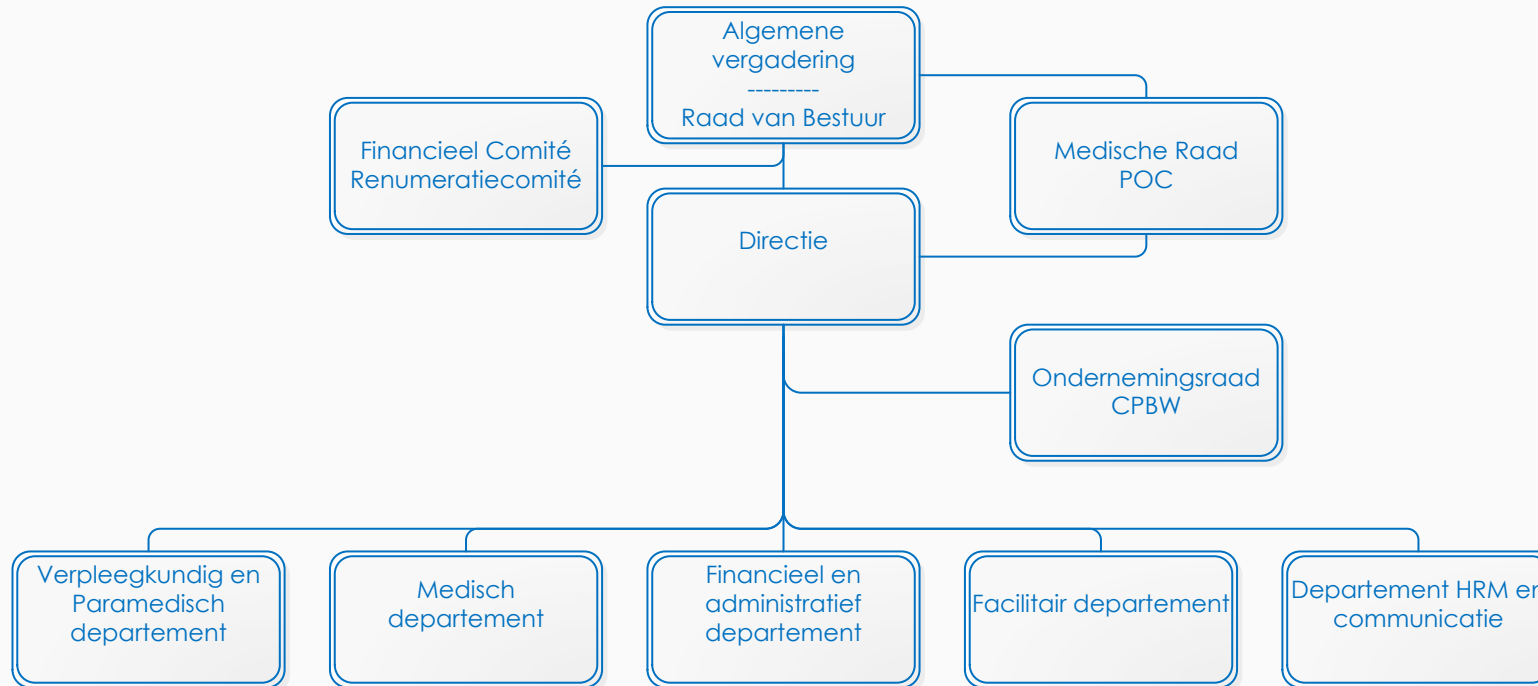 Algemene
vergadering
---------
Raad van Bestuur
Financieel Comité
Renumeratiecomité
Medische Raad
POC
Directie
Ondernemingsraad
CPBW
Verpleegkundig en
Paramedisch
departement
Medisch
departement
Financieel en
administratief
departement
Facilitair departement
Departement HRM en
communicatie